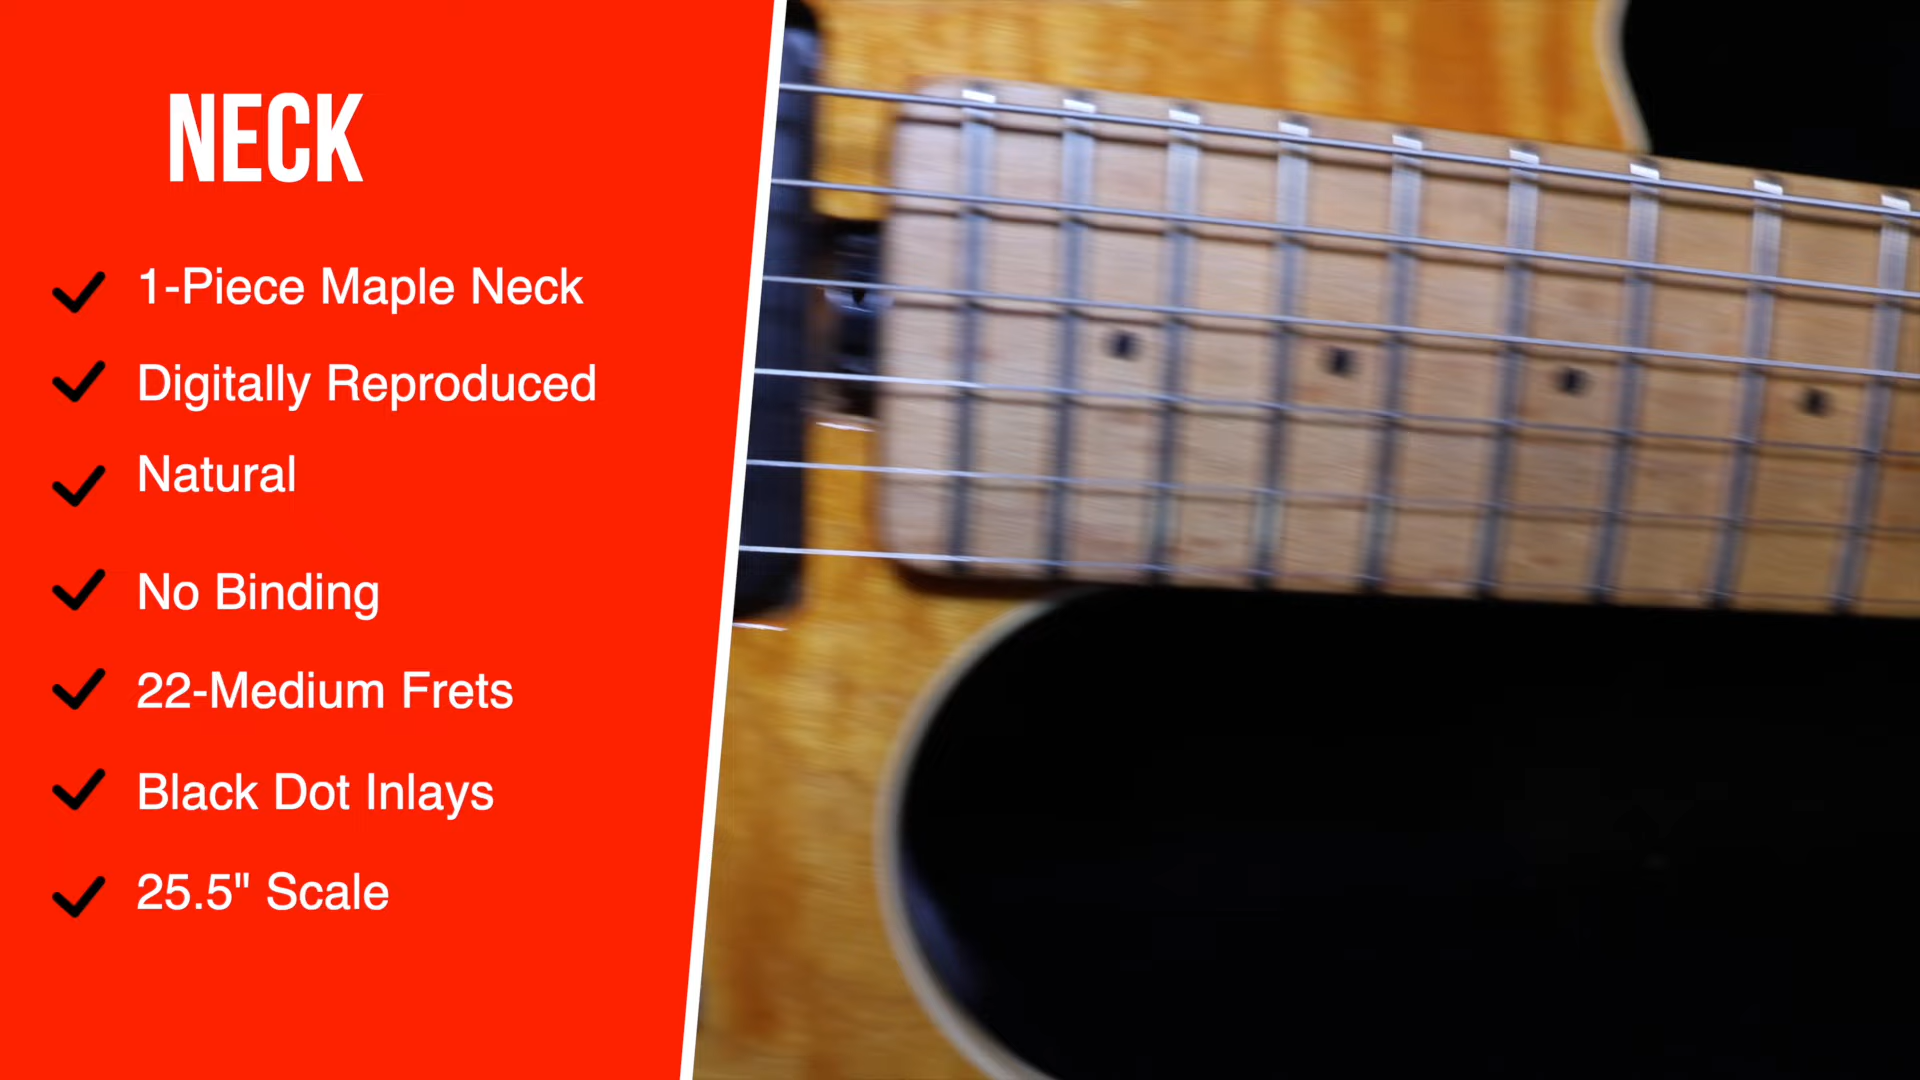 NECK
1-Piece Maple Neck
Digitally Reproduced
Natural
No Binding
22-Medium Frets
Black Dot Inlays
25.5" Scale